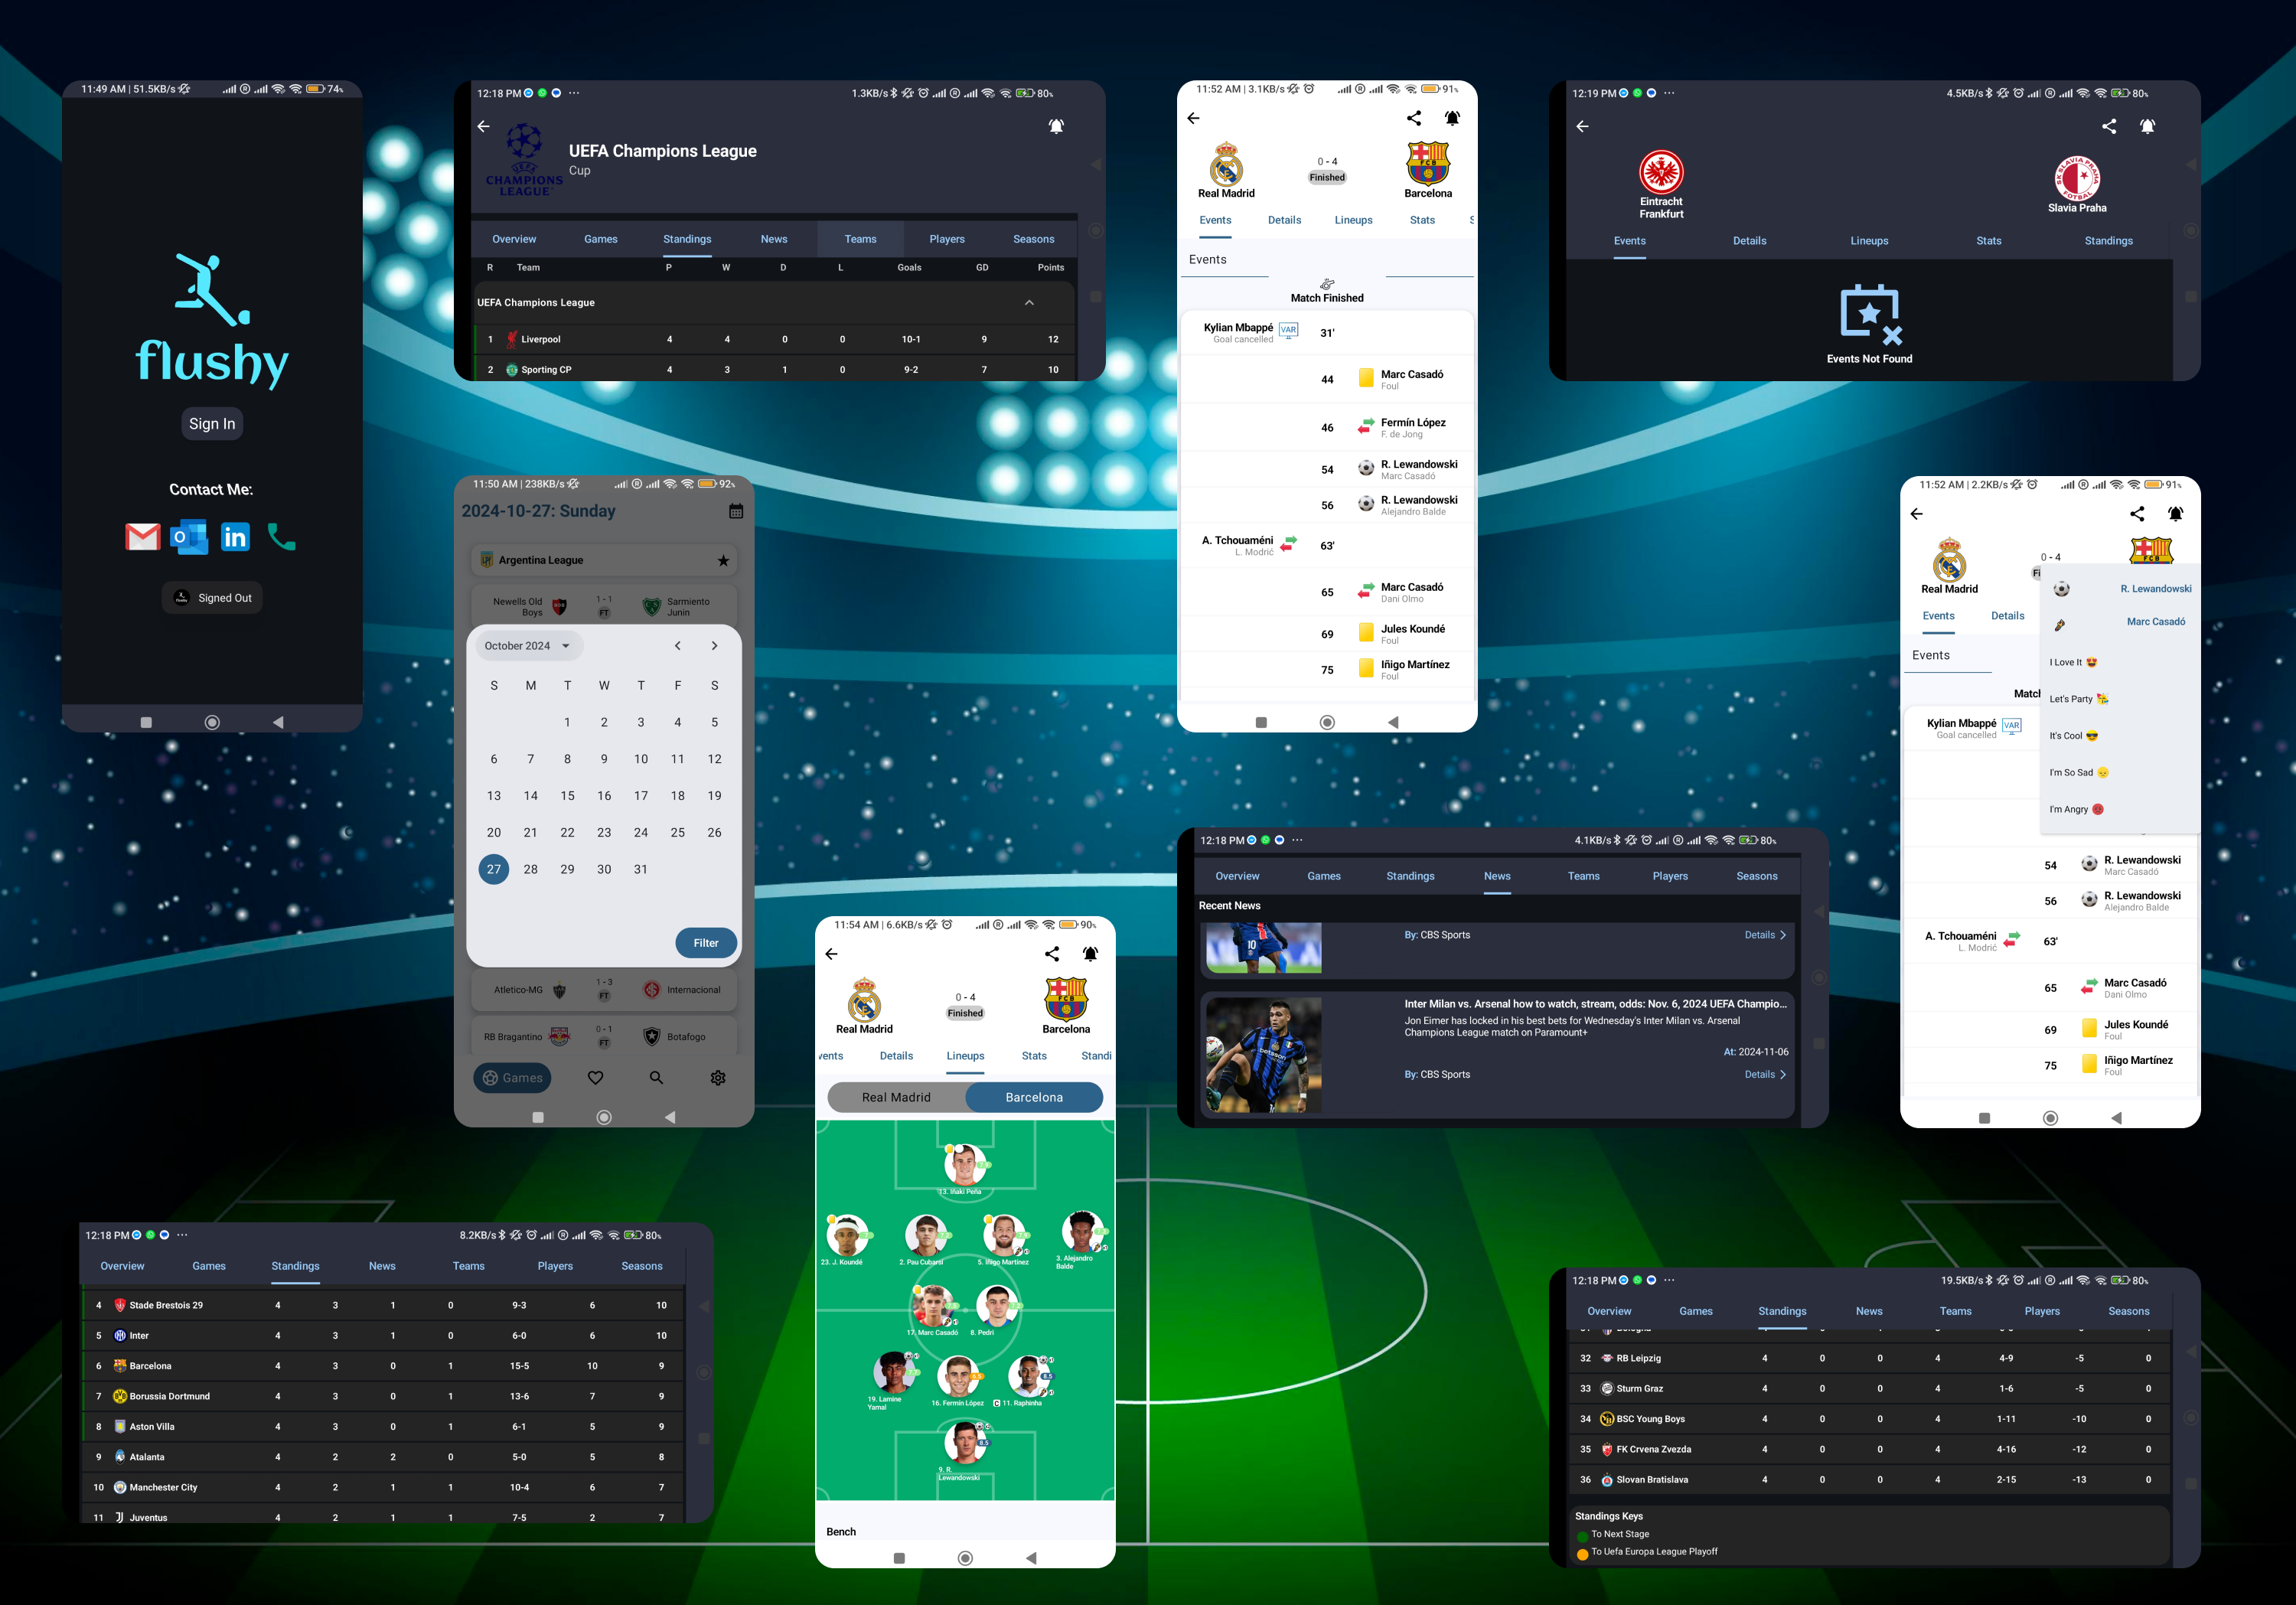 11:49 AM | 51.5KB/s
74%
flushy
Sign In
Contact Me:
Signed Out
12:18 PM
1.3KB/s
80%
CHAMPIONS
LEAGUE
UEFA Champions League
Cup
Overview Games Standings News Teams Players Seasons
R Team P W D L Goals GD Points
UEFA Champions League
1 Liverpool 4 4 0 0 10-1 9 12
2 Sporting CP 4 3 1 0 9-2 7 10
11:52 AM | 3.1KB/s
91%
0 - 4
Finished
Real Madrid Barcelona
Events Details Lineups Stats S
Events
Match Finished
Kylian Mbappé VAR 31'
Goal cancelled
44 Marc Casadó
Foul
46 Fermín López
F. de Jong
54 R. Lewandowski
Marc Casadó
56 R. Lewandowski
Alejandro Balde
A. Tchouaméni 63'
L. Modrić
65 Marc Casadó
Dani Olmo
69 Jules Koundé
Foul
75 Iñigo Martínez
Foul
12:19 PM
4.5KB/s
80%
Eintracht
Frankfurt
Slavia Praha
Events Details Lineups Stats Standings
Events Not Found
11:50 AM | 238KB/s
92%
2024-10-27: Sunday
Argentina League
Newells Old
Boys
1 - 1
FT
Sarmiento
Junin
October 2024
S M T W T F S
1 2 3 4 5
6 7 8 9 10 11 12
13 14 15 16 17 18 19
20 21 22 23 24 25 26
27 28 29 30 31
Filter
Atletico-MG 1 - 3 Internacional
FT
RB Bragantino 0 - 1 Botafogo
FT
Games
11:52 AM | 2.2KB/s
91%
0 - 4
Fi
Real Madrid
Events Details
Events
Match
Kylian Mbappé VAR
Goal cancelled
R. Lewandowski
Marc Casadó
I Love It 😍
Let's Party 🥳
It's Cool 😎
I'm So Sad 😞
I'm Angry 😡
54 R. Lewandowski
Marc Casadó
56 R. Lewandowski
Alejandro Balde
A. Tchouaméni 63'
L. Modrić
65 Marc Casadó
Dani Olmo
69 Jules Koundé
Foul
75 Iñigo Martínez
Foul
12:18 PM
4.1KB/s
80%
Overview Games Standings News Teams Players Seasons
Recent News
By: CBS Sports Details
Inter Milan vs. Arsenal how to watch, stream, odds: Nov. 6, 2024 UEFA Champio...
Jon Eimer has locked in his best bets for Wednesday's Inter Milan vs. Arsenal
Champions League match on Paramount+
At: 2024-11-06
By: CBS Sports Details
11:54 AM | 6.6KB/s
90%
0 - 4
Finished
Real Madrid Barcelona
vents Details Lineups Stats Standi
Real Madrid Barcelona
13. Iñaki Peña
23. J. Koundé
2. Pau Cubarsí
5. Iñigo Martínez
3. Alejandro
Balde
17. Marc Casadó
8. Pedri
19. Lamine
Yamal
16. Fermín López
C 11. Raphinha
9. R.
Lewandowski
Bench
12:18 PM
8.2KB/s
80%
Overview Games Standings News Teams Players Seasons
4 Stade Brestois 29 4 3 1 0 9-3 6 10
5 Inter 4 3 1 0 6-0 6 10
6 Barcelona 4 3 0 1 15-5 10 9
7 Borussia Dortmund 4 3 0 1 13-6 7 9
8 Aston Villa 4 3 0 1 6-1 5 9
9 Atalanta 4 2 2 0 5-0 5 8
10 Manchester City 4 2 1 1 10-4 6 7
11 Juventus 4 2 1 1 7-5 2 7
12:18 PM
19.5KB/s
80%
Overview Games Standings News Teams Players Seasons
32 RB Leipzig 4 0 0 4 4-9 -5 0
33 Sturm Graz 4 0 0 4 1-6 -5 0
34 BSC Young Boys 4 0 0 4 1-11 -10 0
35 FK Crvena Zvezda 4 0 0 4 4-16 -12 0
36 Slovan Bratislava 4 0 0 4 2-15 -13 0
Standings Keys
To Next Stage
To Uefa Europa League Playoff